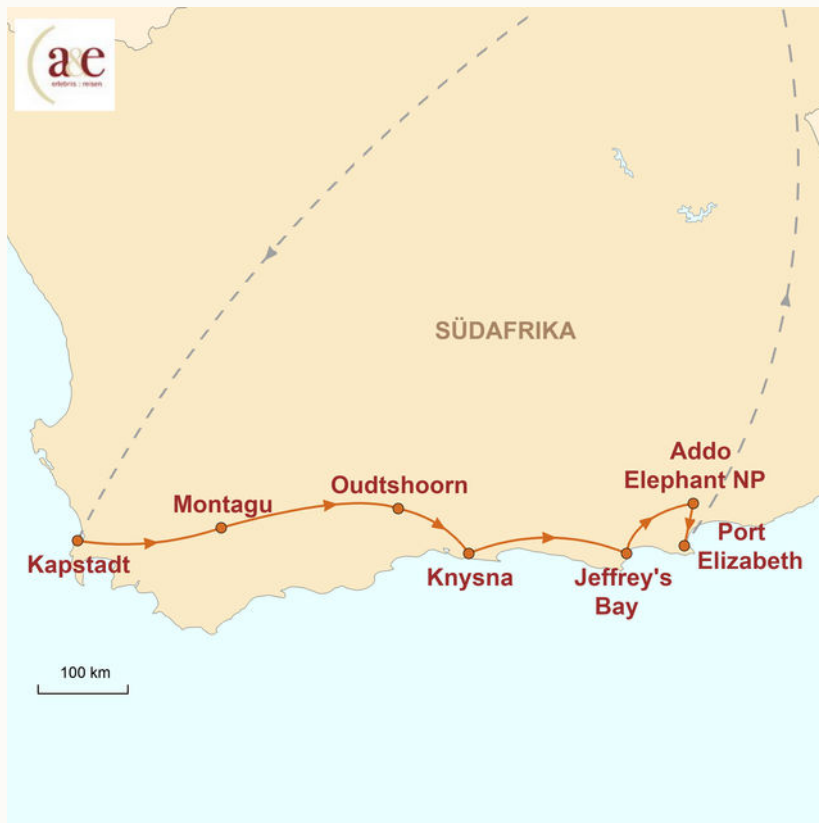 a&e
erlebnis : reisen
SÜDAFRIKA
Addo
Elephant NP
Oudtshoorn
Montagu
Port
Elizabeth
Kapstadt
Knysna
Jeffrey's
Bay
100 km